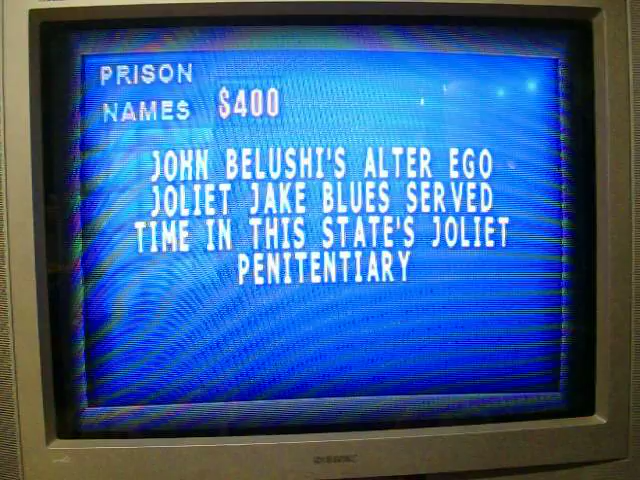 PRISON
NAMES $400
JOHN BELUSHI'S ALTER EGO
JOLIET JAKE BLUES SERVED
TIME IN THIS STATE'S JOLIET
PENITENTIARY